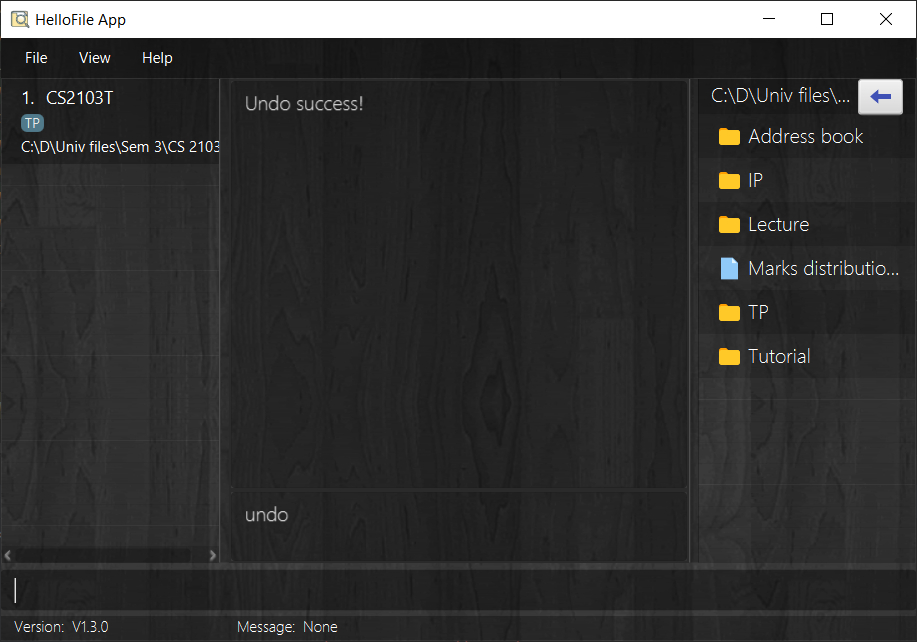 HelloFile App
File View Help
1. CS2103T
TP
C:\D\Univ files\Sem 3\CS 2103
Undo success!
undo
C:\D\Univ files\...
Address book
IP
Lecture
Marks distributio...
TP
Tutorial
Version: V1.3.0
Message: None